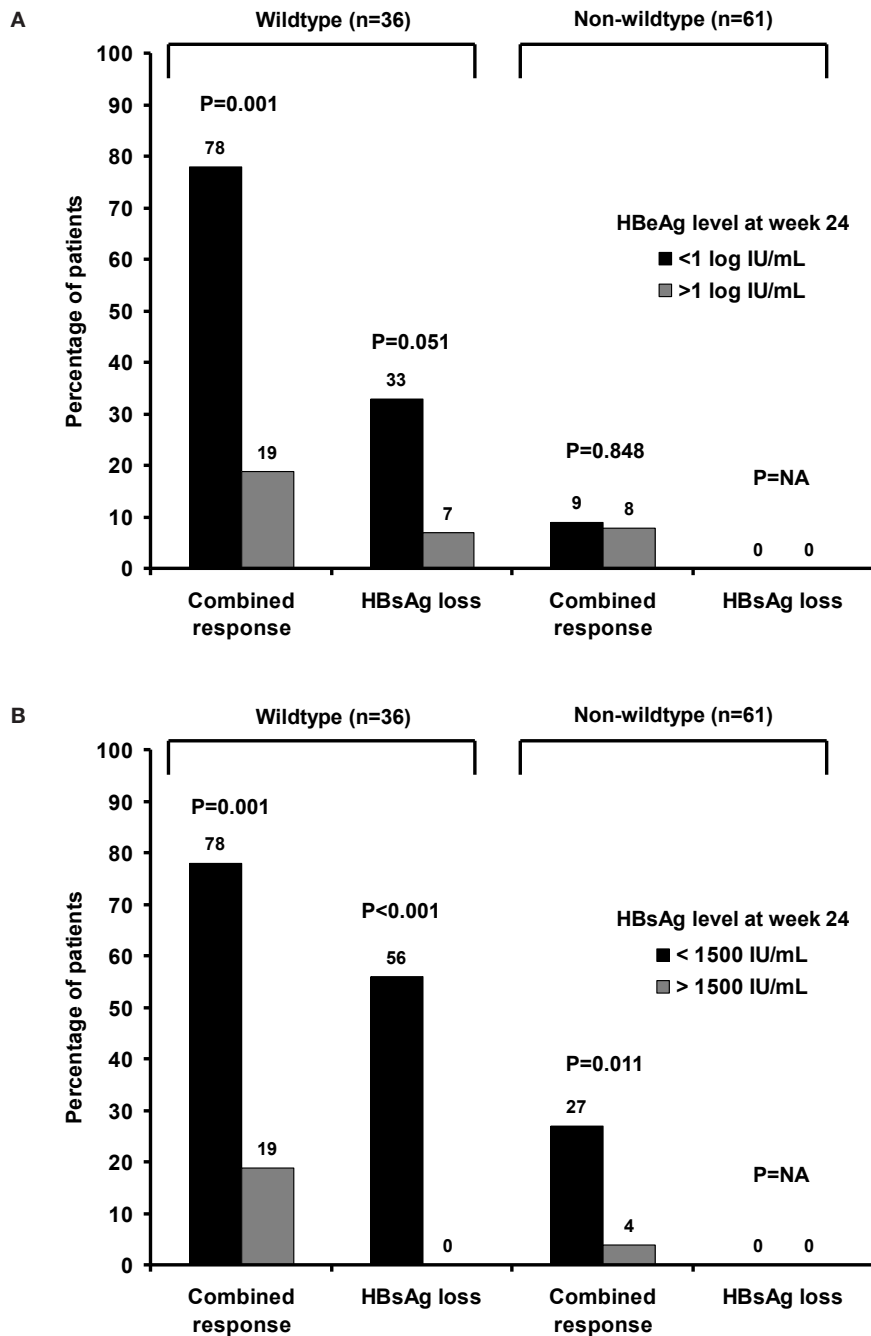 A
Wildtype (n=36)
Non-wildtype (n=61)
Percentage of patients
100
90
80
70
60
50
40
30
20
10
0
P=0.001
78
19
P=0.051
33
7
P=0.848
9
8
P=NA
0
0
HBeAg level at week 24
<1 log IU/mL
>1 log IU/mL
Combined
response
HBsAg loss
Combined
response
HBsAg loss
B
Wildtype (n=36)
Non-wildtype (n=61)
Percentage of patients
100
90
80
70
60
50
40
30
20
10
0
P=0.001
78
19
P<0.001
56
0
P=0.011
27
4
P=NA
0
0
HBsAg level at week 24
< 1500 IU/mL
> 1500 IU/mL
Combined
response
HBsAg loss
Combined
response
HBsAg loss